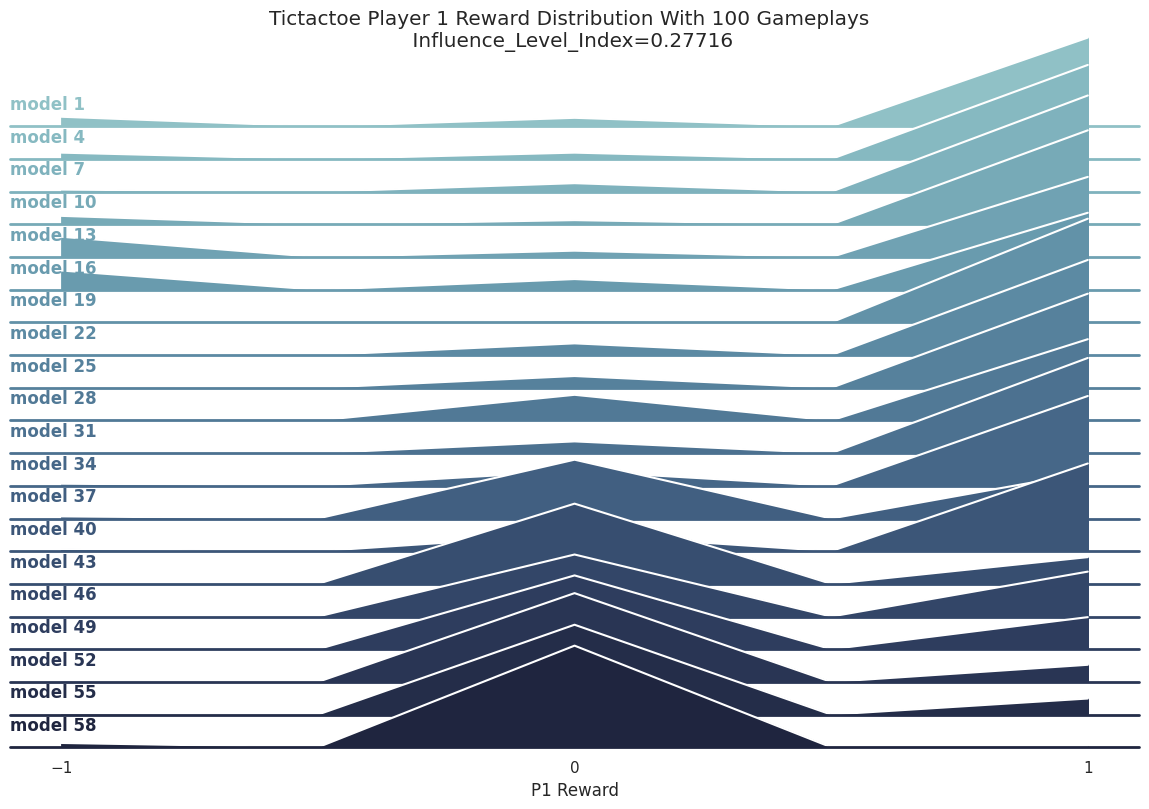 Tictactoe Player 1 Reward Distribution With 100 Gameplays
Influence_Level_Index=0.27716
model 1
model 4
model 7
model 10
model 13
model 16
model 19
model 22
model 25
model 28
model 31
model 34
model 37
model 40
model 43
model 46
model 49
model 52
model 55
model 58
−1 0 1
P1 Reward